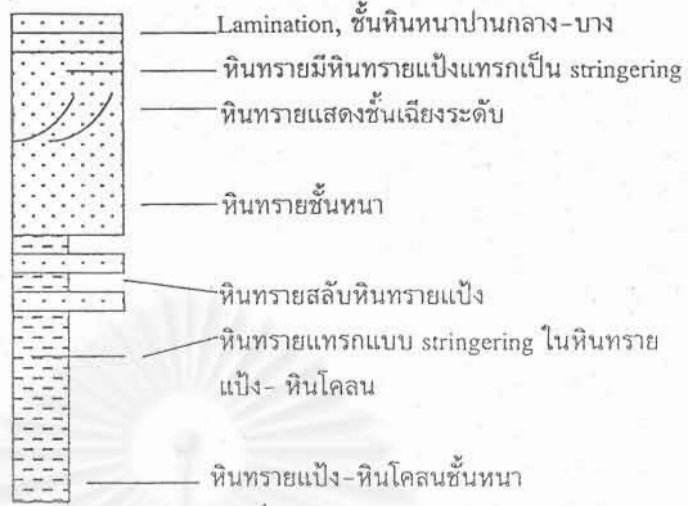 Lamination, ชั้นหินหนาปานกลาง-บาง
หินทรายมีหินทรายแป้งแทรกเป็น stringering
หินทรายแสดงชั้นเฉียงระดับ
หินทรายชั้นหนา
หินทรายสลับหินทรายแป้ง
หินทรายแทรกแบบ stringering ในหินทราย
แป้ง- หินโคลน
หินทรายแป้ง-หินโคลนชั้นหนา